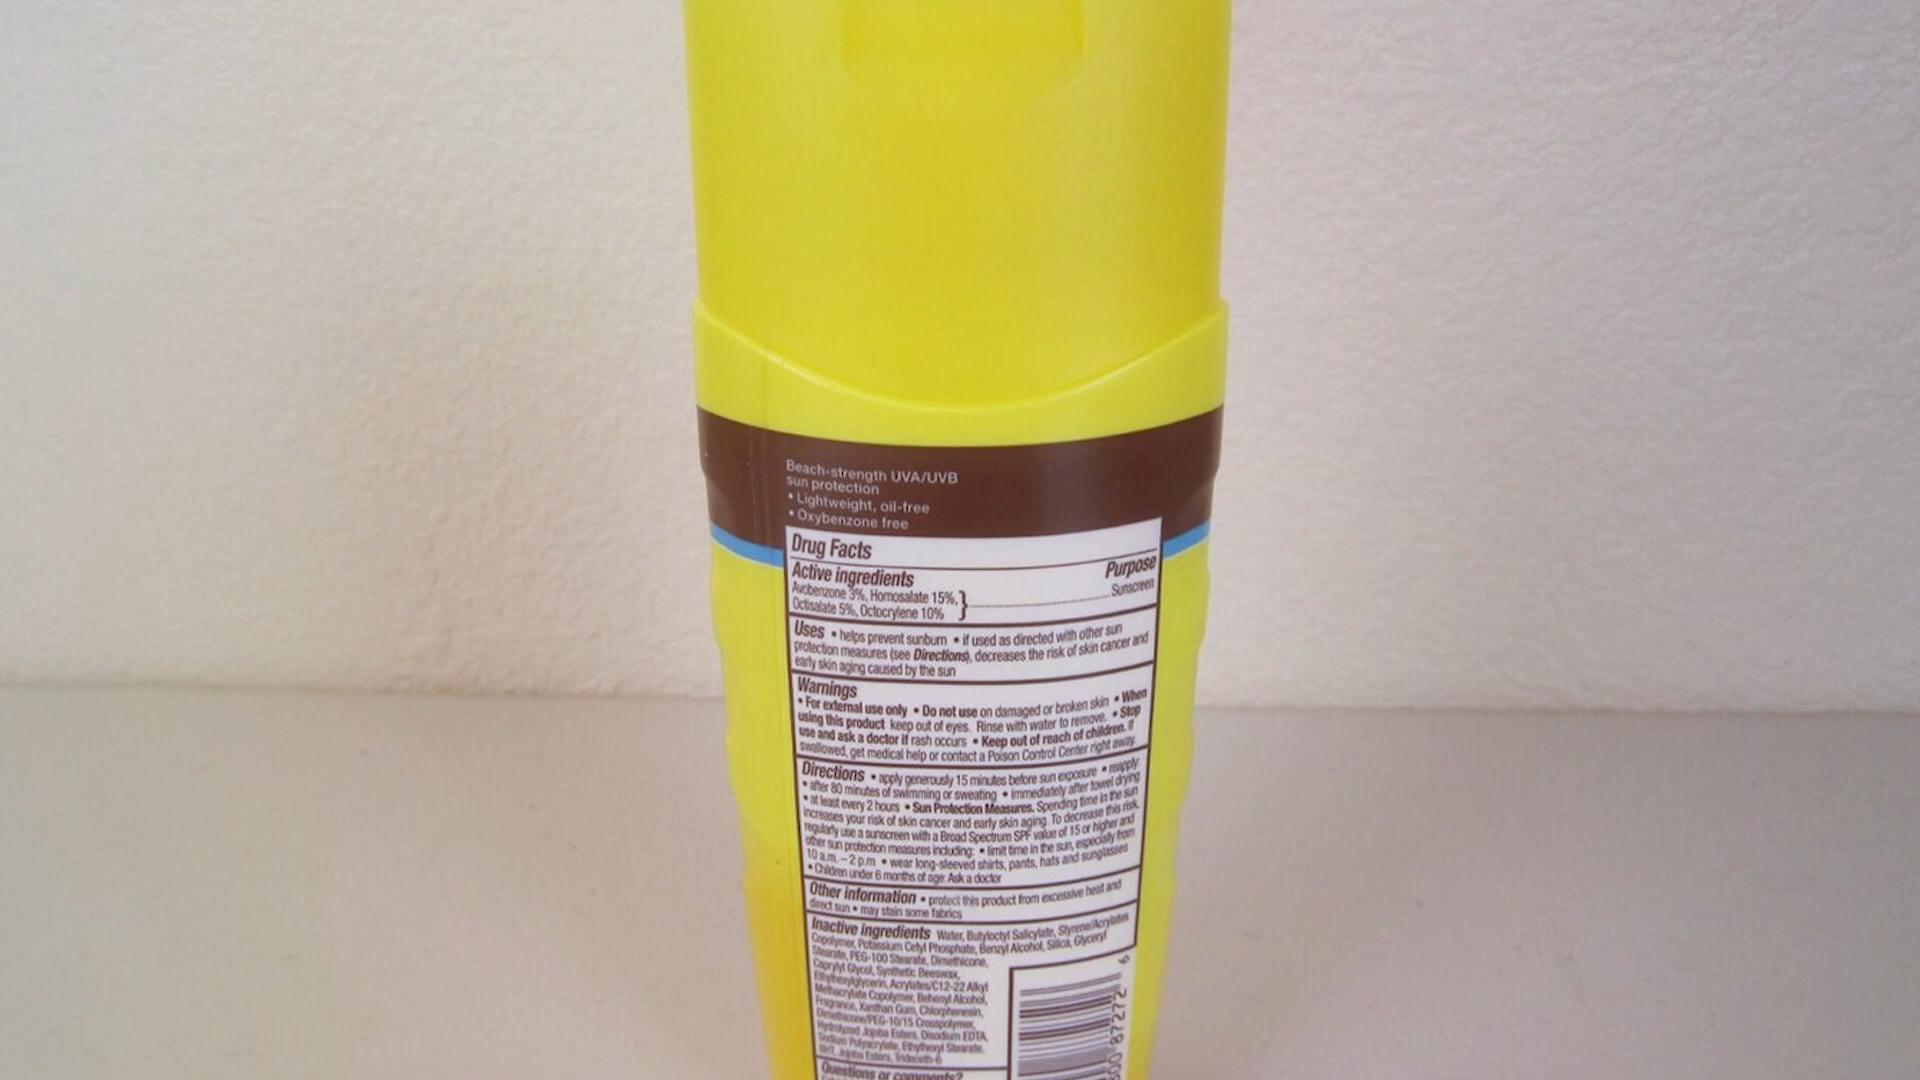 Beach-strength UVA/UVB
sun protection
• Lightweight, oil-free
• Oxybenzone free
Drug Facts
Active ingredients Purpose
Avobenzone 3%, Homosalate 15%,
Octisalate 5%, Octocrylene 10% } Sunscreen
Uses • helps prevent sunburn • if used as directed with other sun
protection measures (see Directions), decreases the risk of skin cancer and
early skin aging caused by the sun
Warnings
• For external use only • Do not use on damaged or broken skin • When
using this product keep out of eyes. Rinse with water to remove. • Stop
use and ask a doctor if rash occurs • Keep out of reach of children. If
swallowed, get medical help or contact a Poison Control Center right away.
Directions • apply generously 15 minutes before sun exposure • reapply:
• after 80 minutes of swimming or sweating • immediately after towel drying
• at least every 2 hours • Sun Protection Measures. Spending time in the sun
increases your risk of skin cancer and early skin aging. To decrease this risk,
regularly use a sunscreen with a Broad Spectrum SPF value of 15 or higher and
other sun protection measures including: • limit time in the sun, especially from
10 a.m. – 2 p.m • wear long-sleeved shirts, pants, hats and sunglasses
• Children under 6 months of age: Ask a doctor
Other information • protect this product from excessive heat and
direct sun • may stain some fabrics
Inactive ingredients Water, Butyloctyl Salicylate, Styrene/Acrylates
Copolymer, Potassium Cetyl Phosphate, Benzyl Alcohol, Silica, Glyceryl
Stearate, PEG-100 Stearate, Dimethicone,
Caprylyl Glycol, Synthetic Beeswax,
Ethylhexylglycerin, Acrylates/C12-22 Alkyl
Methacrylate Copolymer, Behenyl Alcohol,
Fragrance, Xanthan Gum, Chlorphenesin,
Dimethicone/PEG-10/15 Crosspolymer,
Hydrolyzed Jojoba Esters, Disodium EDTA,
Sodium Polyacrylate, Ethylhexyl Stearate,
BHT, Jojoba Esters, Trideceth-6
Questions or comments?
87272 6